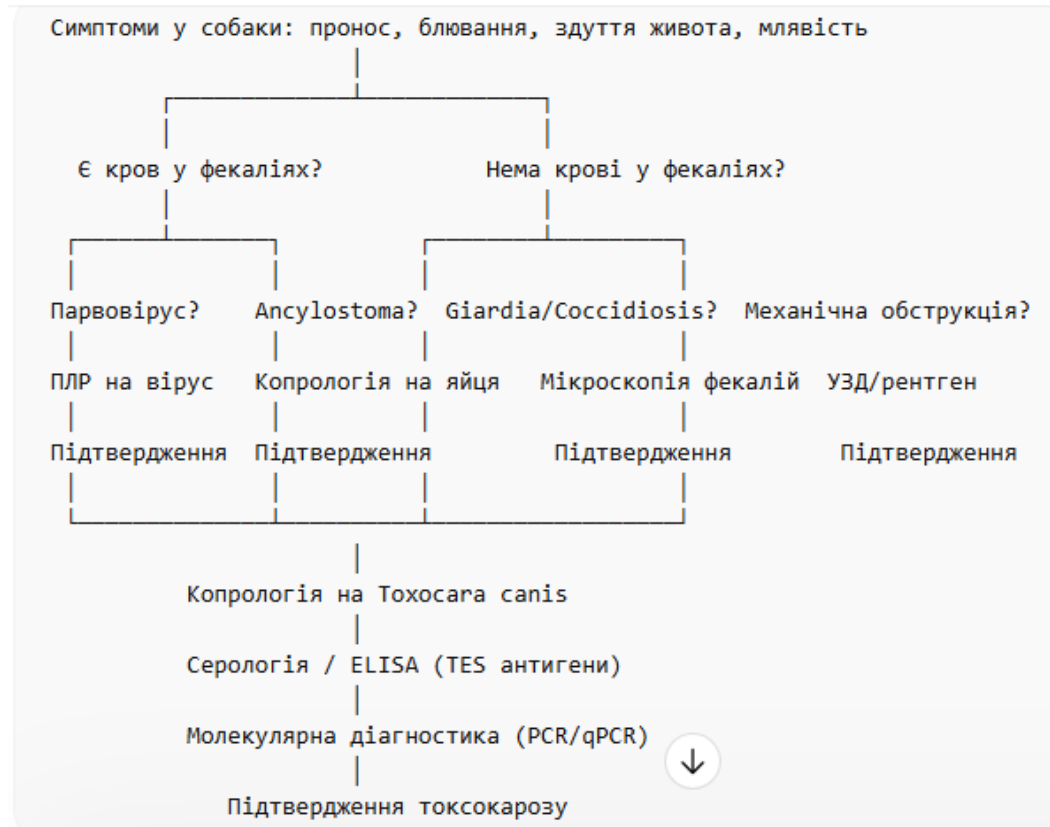 Симптоми у собаки: пронос, блювання, здуття живота, млявість
Є кров у фекаліях? Нема крові у фекаліях?
Парвовірус? Ancylostoma? Giardia/Coccidiosis? Механічна обструкція?
ПЛР на вірус Копрологія на яйця Мікроскопія фекалій УЗД/рентген
Підтвердження Підтвердження Підтвердження Підтвердження
Копрологія на Toxocara canis
Серологія / ELISA (TES антигени)
Молекулярна діагностика (PCR/qPCR)
Підтвердження токсокарозу